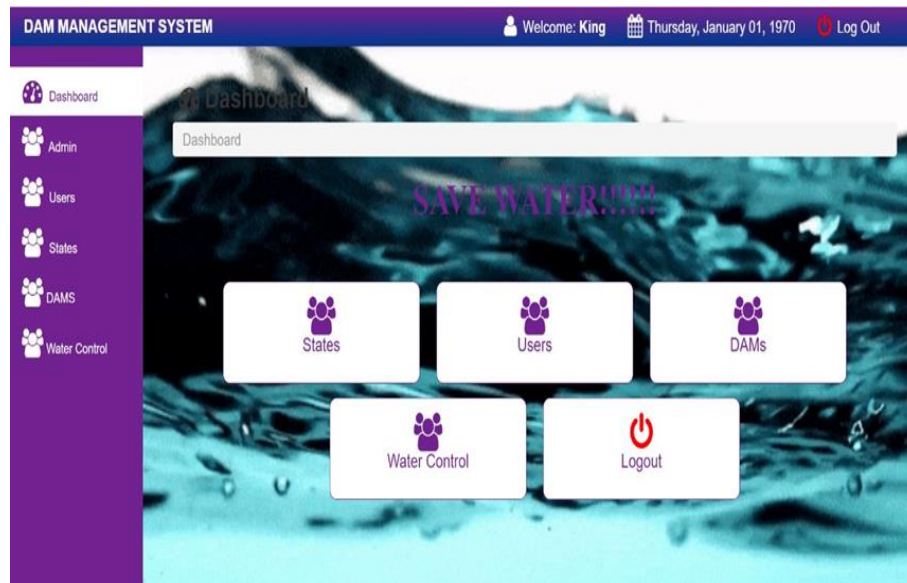 DAM MANAGEMENT SYSTEM
Welcome: King
Thursday, January 01, 1970
Log Out
Dashboard
Admin
Users
States
DAMS
Water Control
Dashboard
Dashboard
SAVE WATER!!!!!!
States
Users
DAMs
Water Control
Logout